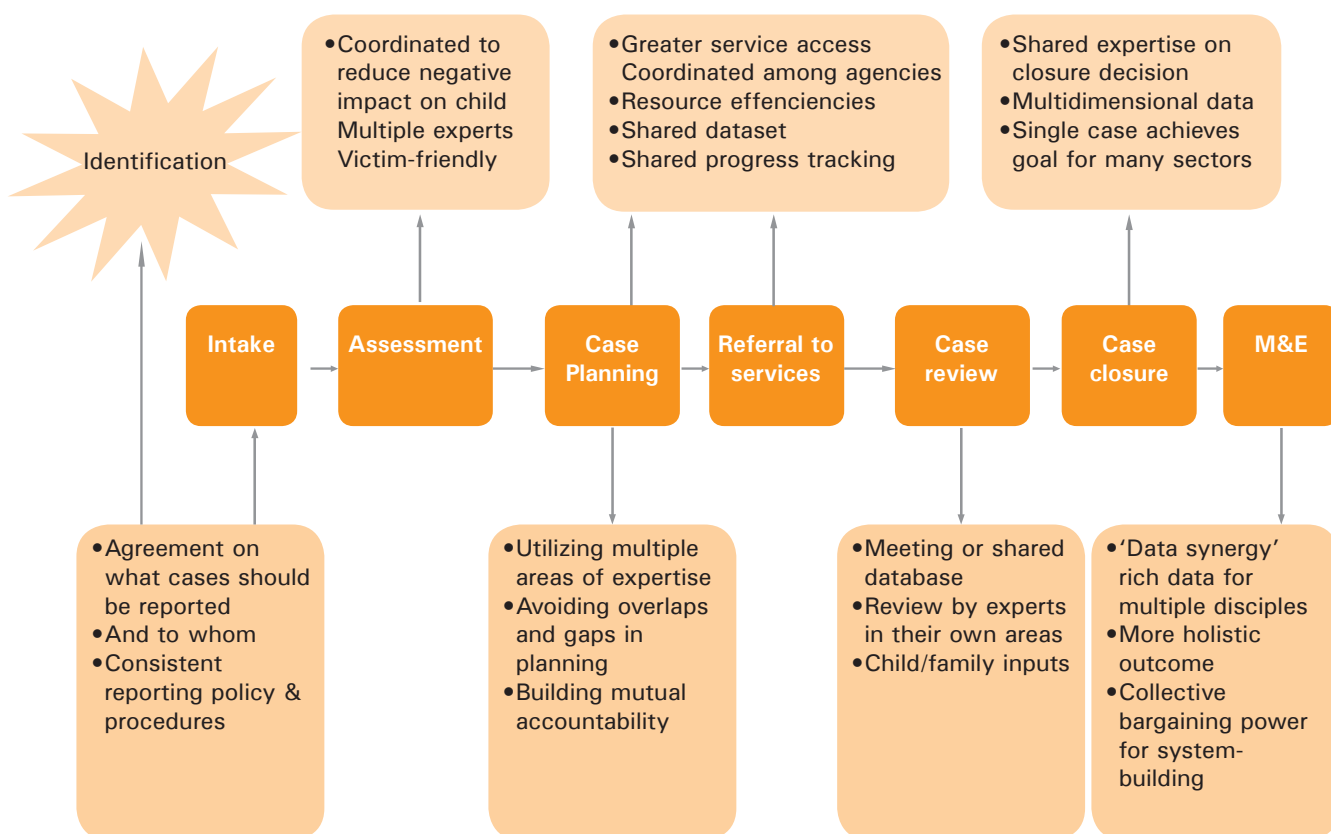 Identification
•Coordinated to
reduce negative
impact on child
Multiple experts
Victim-friendly
•Greater service access
Coordinated among agencies
•Resource effenciencies
•Shared dataset
•Shared progress tracking
•Shared expertise on
closure decision
•Multidimensional data
•Single case achieves
goal for many sectors
Intake
Assessment
Case
Planning
Referral to
services
Case
review
Case
closure
M&E
•Agreement on
what cases should
be reported
•And to whom
•Consistent
reporting policy &
procedures
•Utilizing multiple
areas of expertise
•Avoiding overlaps
and gaps in
planning
•Building mutual
accountability
•Meeting or shared
database
•Review by experts
in their own areas
•Child/family inputs
•‘Data synergy’
rich data for
multiple disciples
•More holistic
outcome
•Collective
bargaining power
for system-
building